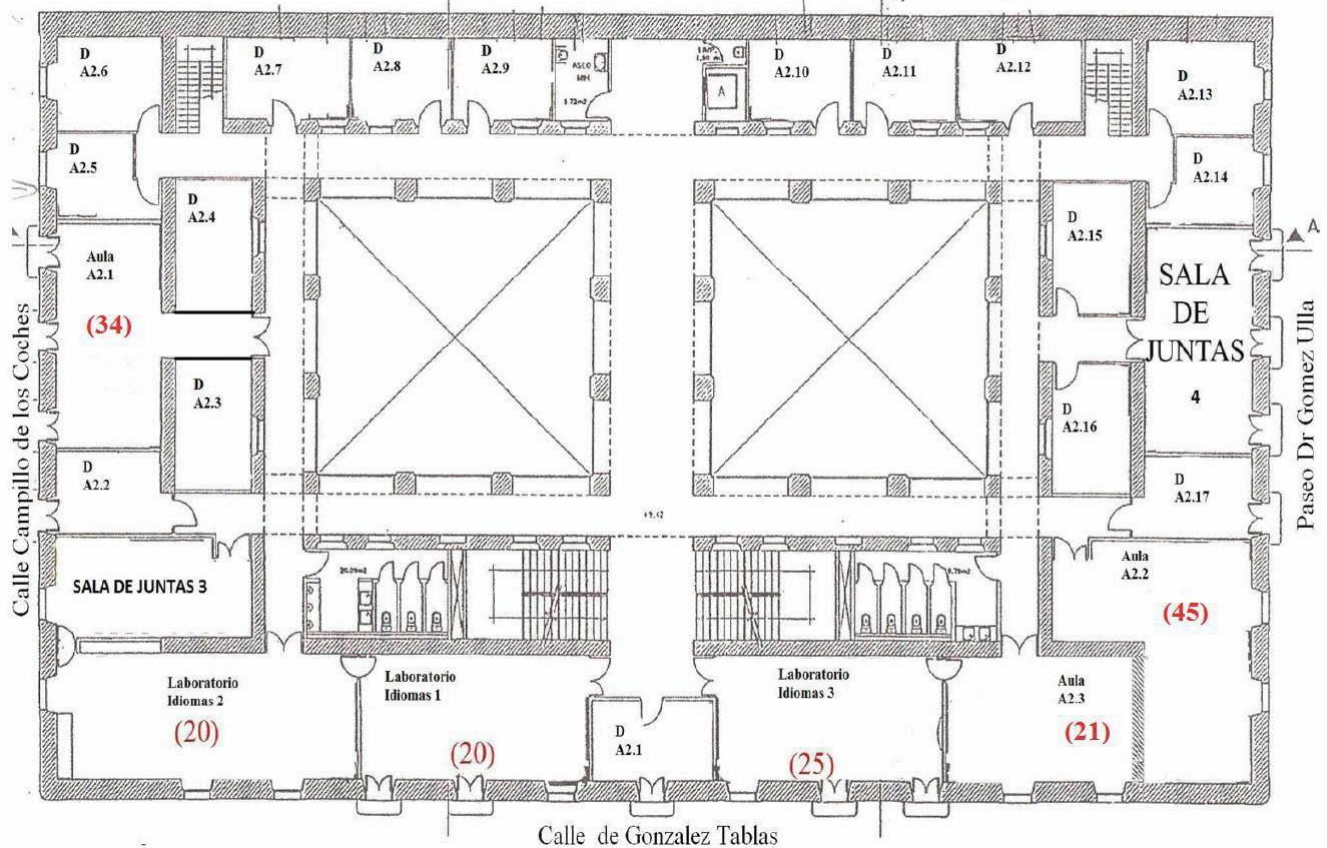 D
A2.6
D
A2.7
D
A2.8
D
A2.9
ASEO
3.72m2
A
D
A2.10
D
A2.11
D
A2.12
D
A2.13
D
A2.5
D
A2.4
D
A2.14
D
A2.15
A
Aula
A2.1
(34)
SALA
DE
JUNTAS
4
D
A2.3
D
A2.16
D
A2.2
D
A2.17
Calle Campillo de los Coches
Paseo Dr Gomez Ulla
SALA DE JUNTAS 3
Aula
A2.2
(45)
Laboratorio
Idiomas 2
(20)
Laboratorio
Idiomas 1
(20)
D
A2.1
Laboratorio
Idiomas 3
(25)
Aula
A2.3
(21)
Calle de Gonzalez Tablas